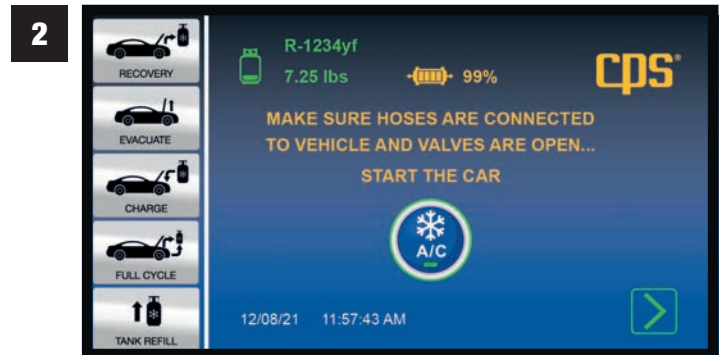 2
RECOVERY
EVACUATE
CHARGE
FULL CYCLE
TANK REFILL
R-1234yf
7.25 lbs
99%
CPS®
MAKE SURE HOSES ARE CONNECTED
TO VEHICLE AND VALVES ARE OPEN...
START THE CAR
A/C
12/08/21 11:57:43 AM